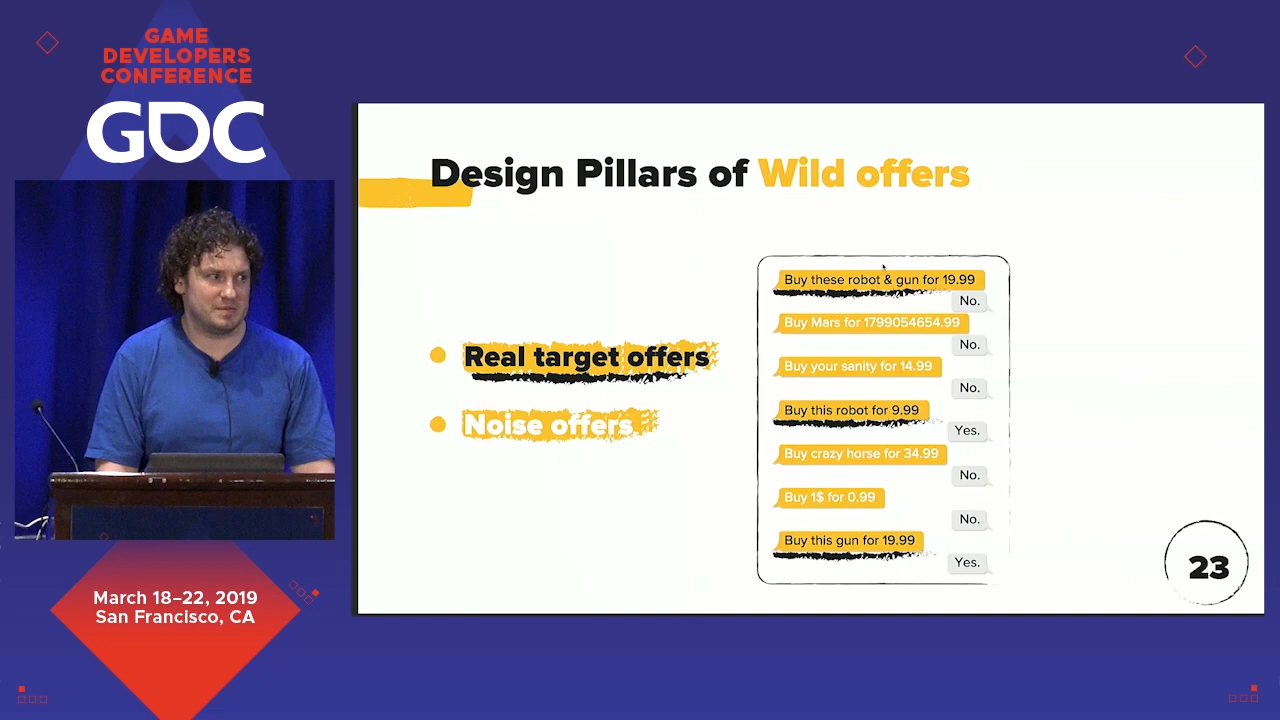 GAME
DEVELOPERS
CONFERENCE
GDC
March 18–22, 2019
San Francisco, CA
Design Pillars of Wild offers
Real target offers
Noise offers
Buy these robot & gun for 19.99
No.
Buy Mars for 1799054654.99
No.
Buy your sanity for 14.99
No.
Buy this robot for 9.99
Yes.
Buy crazy horse for 34.99
No.
Buy 1$ for 0.99
No.
Buy this gun for 19.99
Yes.
23